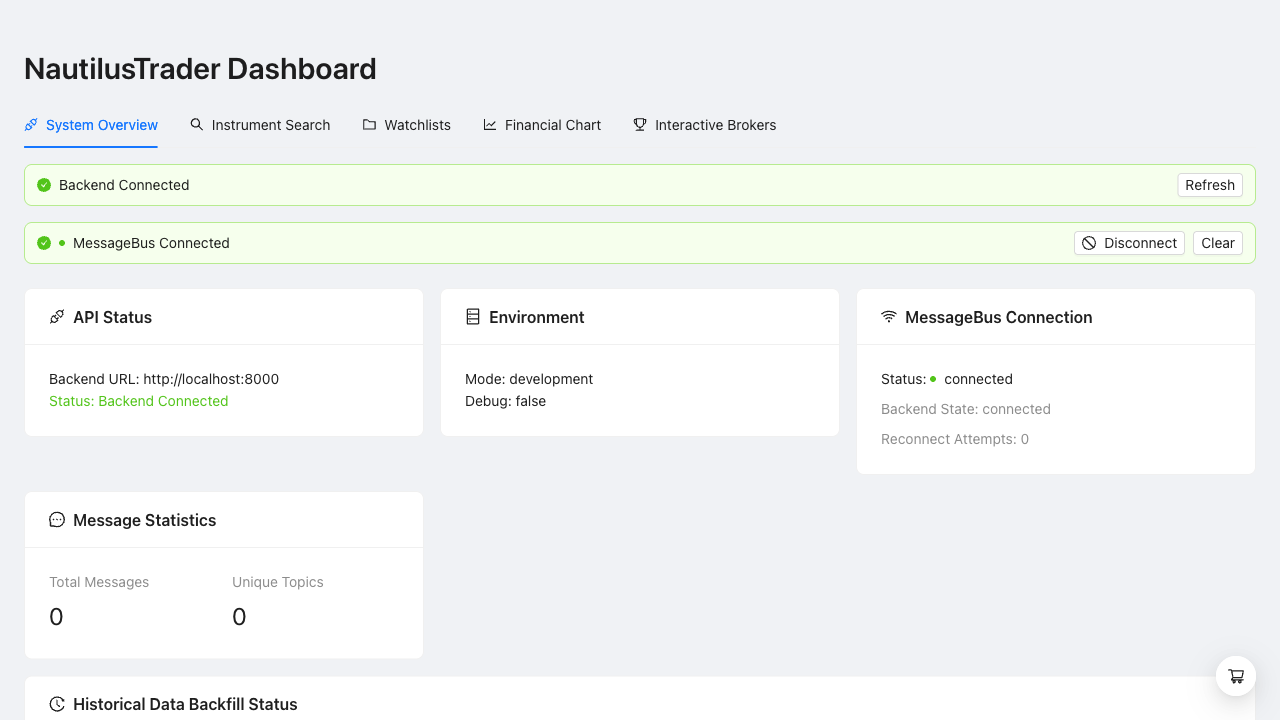 NautilusTrader Dashboard
System Overview
Instrument Search
Watchlists
Financial Chart
Interactive Brokers
Backend Connected
Refresh
MessageBus Connected
Disconnect
Clear
API Status
Backend URL: http://localhost:8000
Status: Backend Connected
Environment
Mode: development
Debug: false
MessageBus Connection
Status: connected
Backend State: connected
Reconnect Attempts: 0
Message Statistics
Total Messages
0
Unique Topics
0
Historical Data Backfill Status